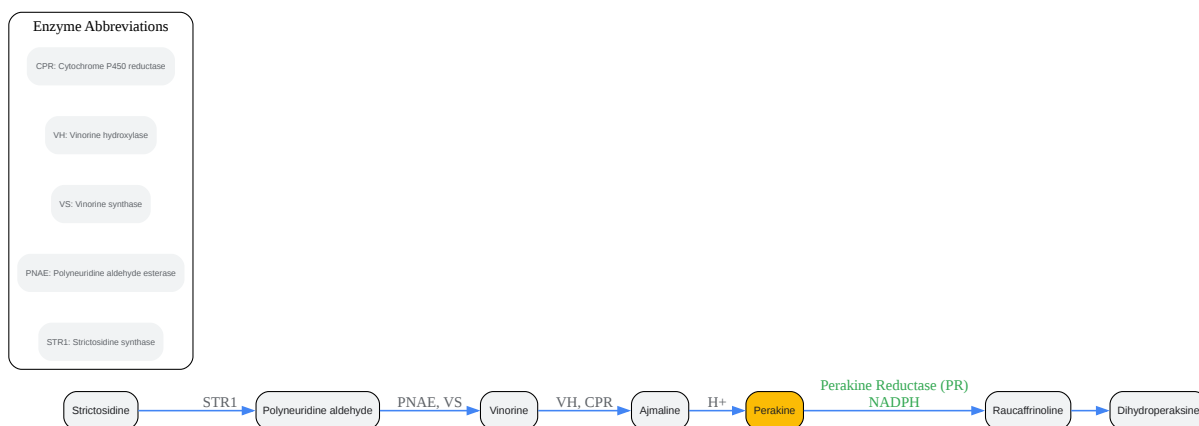 Enzyme Abbreviations
CPR: Cytochrome P450 reductase
VH: Vinorine hydroxylase
VS: Vinorine synthase
PNAE: Polyneuridine aldehyde esterase
STR1: Strictosidine synthase
Strictosidine
STR1
Polyneuridine aldehyde
PNAE, VS
Vinorine
VH, CPR
Ajmaline
H+
Perakine
Perakine Reductase (PR)
NADPH
Raucaffrinoline
Dihydroperaksine